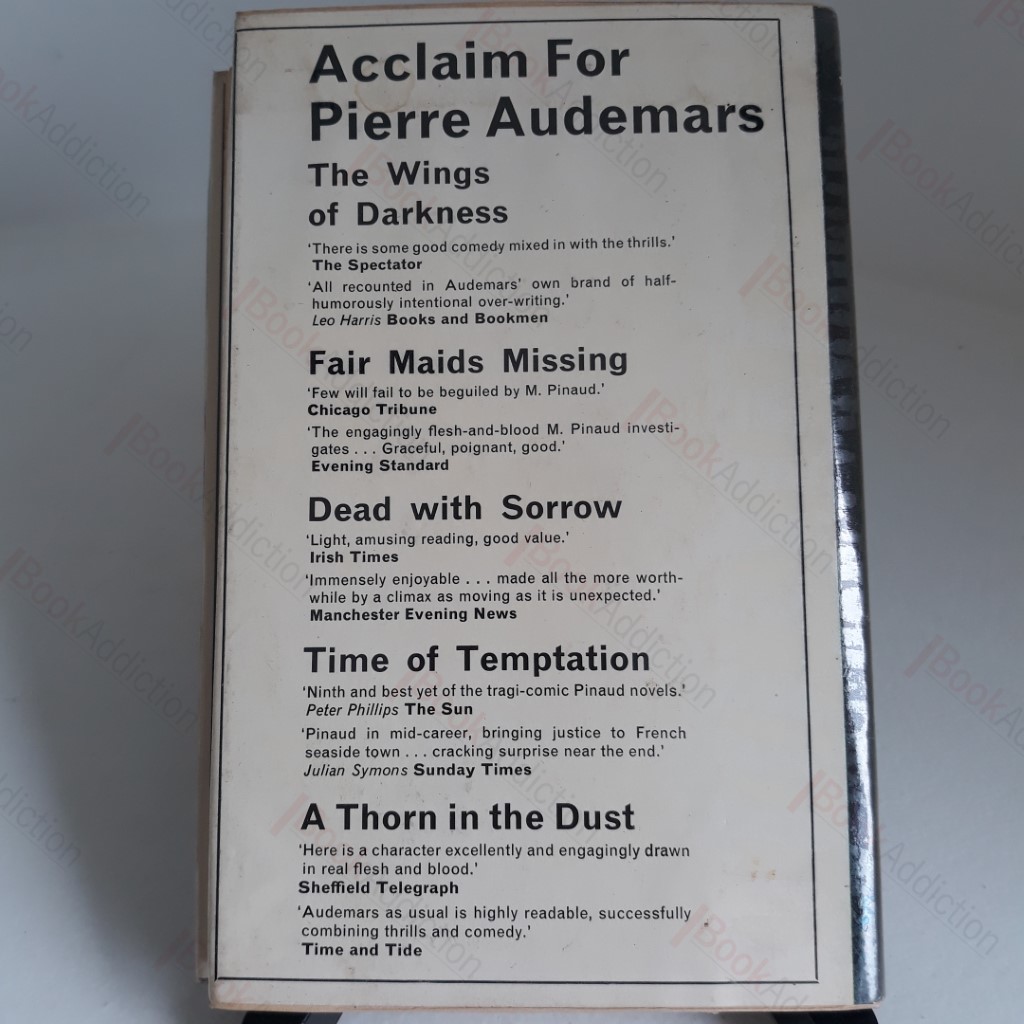 Acclaim For
Pierre Audemars
The Wings
of Darkness
'There is some good comedy mixed in with the thrills.'
The Spectator
'All recounted in Audemars' own brand of half-
humorously intentional over-writing.'
Leo Harris Books and Bookmen
Fair Maids Missing
'Few will fail to be beguiled by M. Pinaud.'
Chicago Tribune
'The engagingly flesh-and-blood M. Pinaud investi-
gates . . . Graceful, poignant, good.'
Evening Standard
Dead with Sorrow
'Light, amusing reading, good value.'
Irish Times
'Immensely enjoyable . . . made all the more worth-
while by a climax as moving as it is unexpected.'
Manchester Evening News
Time of Temptation
'Ninth and best yet of the tragi-comic Pinaud novels.'
Peter Phillips The Sun
'Pinaud in mid-career, bringing justice to French
seaside town . . . cracking surprise near the end.'
Julian Symons Sunday Times
A Thorn in the Dust
'Here is a character excellently and engagingly drawn
in real flesh and blood.'
Sheffield Telegraph
'Audemars as usual is highly readable, successfully
combining thrills and comedy.'
Time and Tide
BookAddiction